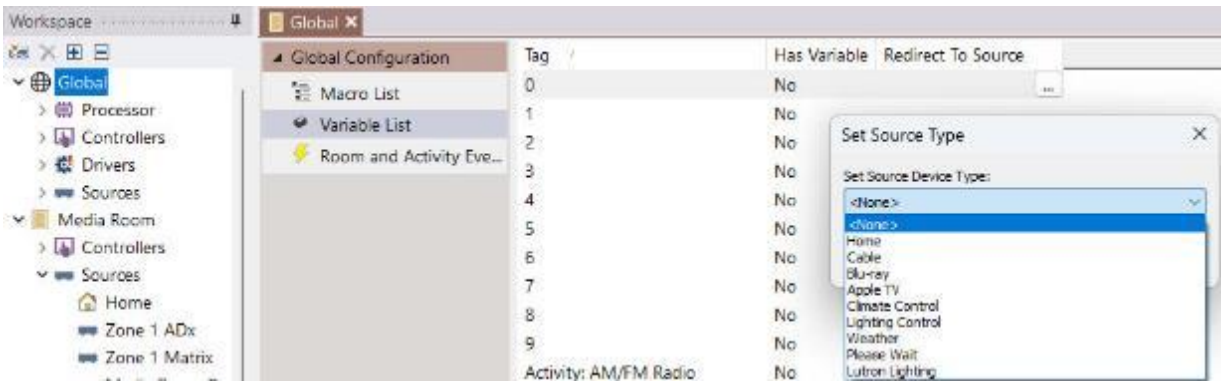 Workspace
Global
Processor
Controllers
Drivers
Sources
Media Room
Controllers
Sources
Home
Zone 1 ADx
Zone 1 Matrix
Global
Global Configuration
Macro List
Variable List
Room and Activity Eve...
Tag Has Variable Redirect To Source
0 No ...
1 No
2 No
3 No
4 No
5 No
6 No
7 No
8 No
9 No
Activity: AM/FM Radio No
Set Source Type
Set Source Device Type:
<None>
<None>
Home
Cable
Blu-ray
Apple TV
Climate Control
Lighting Control
Weather
Please Wait
Lutron Lighting